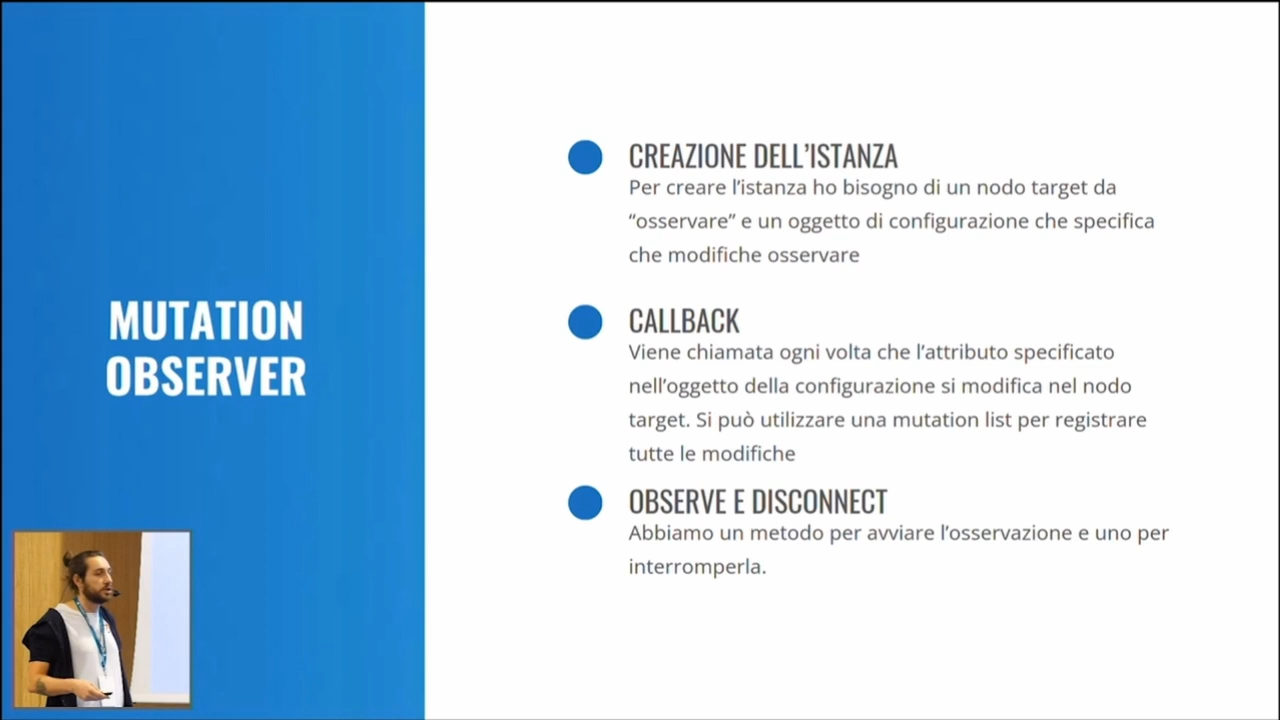 MUTATION
OBSERVER
CREAZIONE DELL’ISTANZA
Per creare l’istanza ho bisogno di un nodo target da
“osservare” e un oggetto di configurazione che specifica
che modifiche osservare
CALLBACK
Viene chiamata ogni volta che l’attributo specificato
nell’oggetto della configurazione si modifica nel nodo
target. Si può utilizzare una mutation list per registrare
tutte le modifiche
OBSERVE E DISCONNECT
Abbiamo un metodo per avviare l’osservazione e uno per
interromperla.